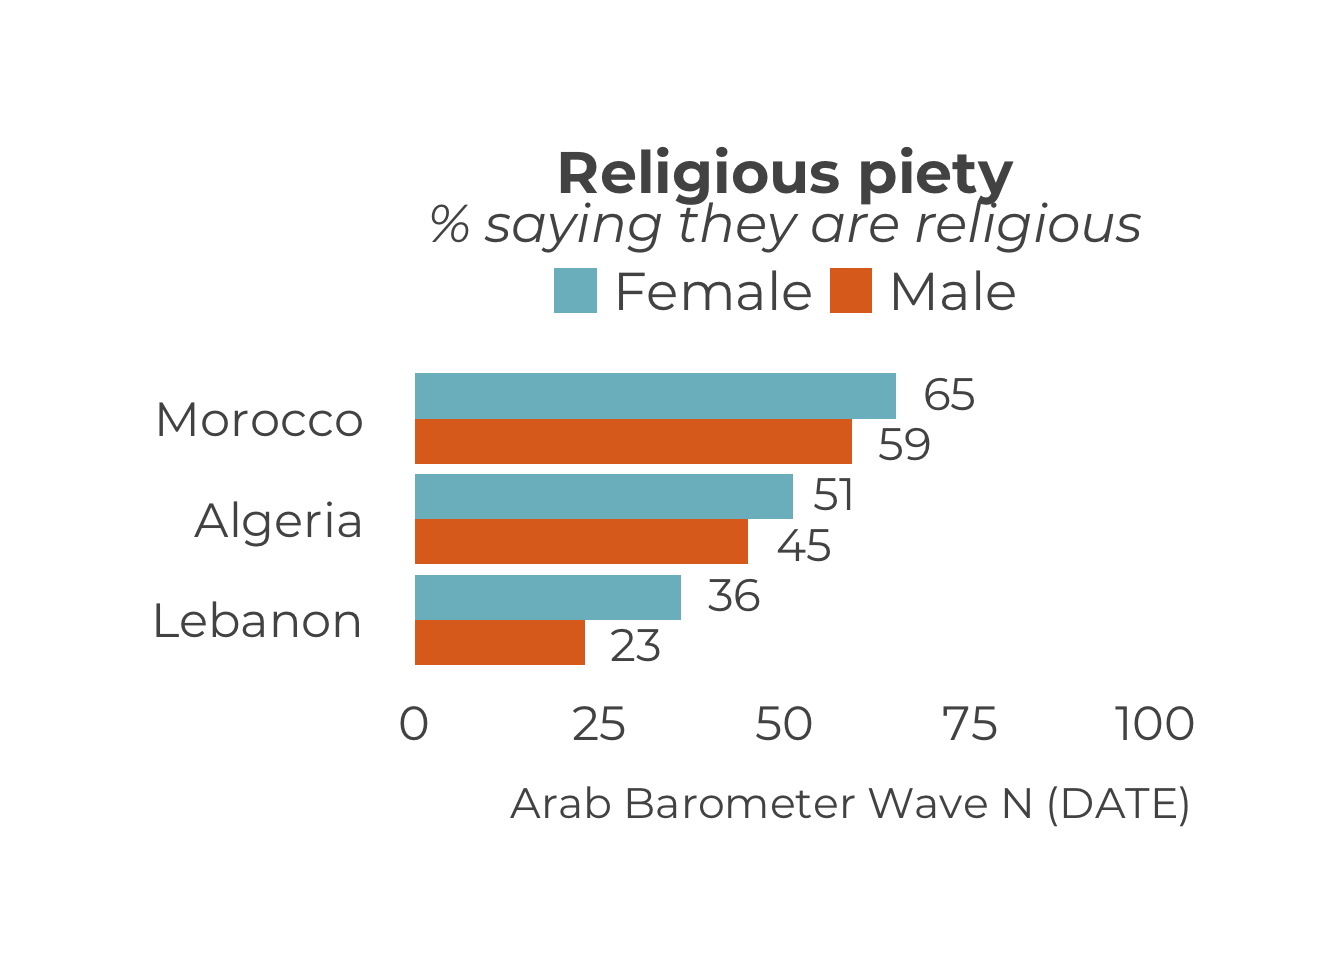 Religious piety
% saying they are religious
Female Male
Morocco
65
59
Algeria
51
45
Lebanon
36
23
0 25 50 75 100
Arab Barometer Wave N (DATE)